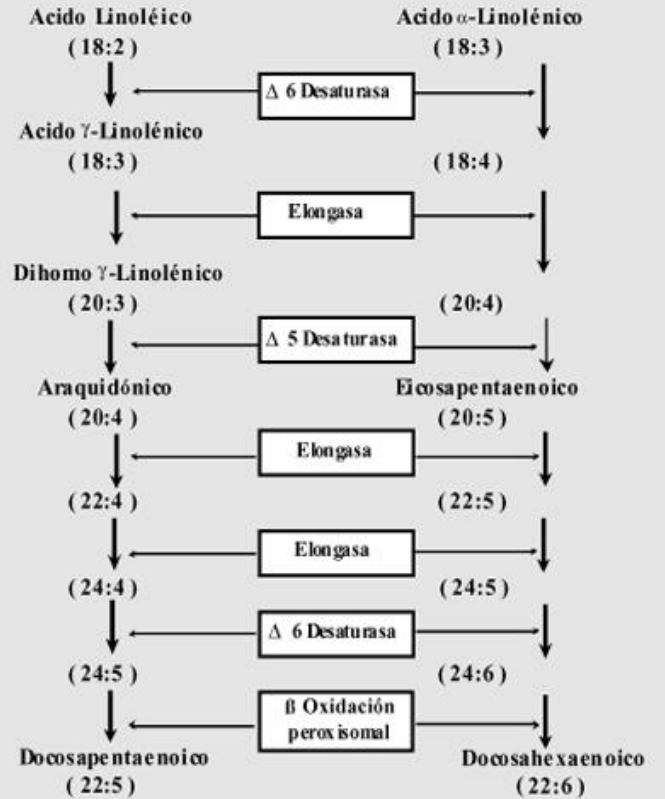 Acido Linoléico
(18:2)
Acido α-Linolénico
(18:3)
Δ 6 Desaturasa
Acido γ-Linolénico
(18:3)
(18:4)
Elongasa
Dihomo γ-Linolénico
(20:3)
(20:4)
Δ 5 Desaturasa
Araquidónico
(20:4)
Eicosapentaenoico
(20:5)
Elongasa
(22:4)
(22:5)
Elongasa
(24:4)
(24:5)
Δ 6 Desaturasa
(24:5)
(24:6)
ß Oxidación
peroxisomal
Docosapentaenoico
(22:5)
Docosahexaenoico
(22:6)